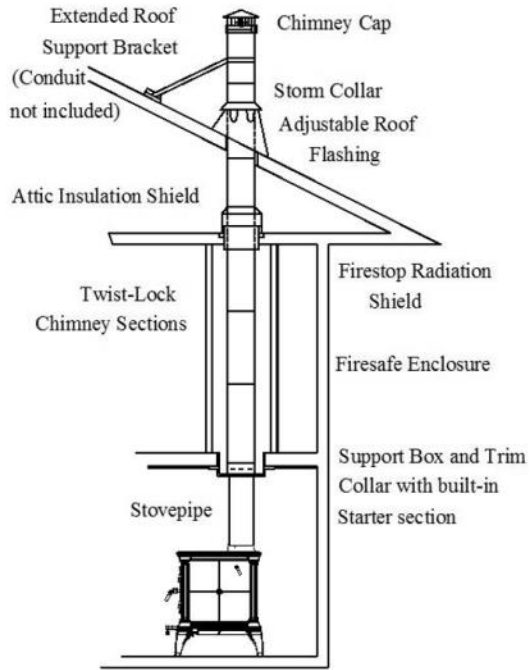 Extended Roof
Support Bracket
(Conduit
not included)
Chimney Cap
Storm Collar
Adjustable Roof
Flashing
Attic Insulation Shield
Firestop Radiation
Shield
Twist-Lock
Chimney Sections
Firesafe Enclosure
Support Box and Trim
Collar with built-in
Starter section
Stovepipe